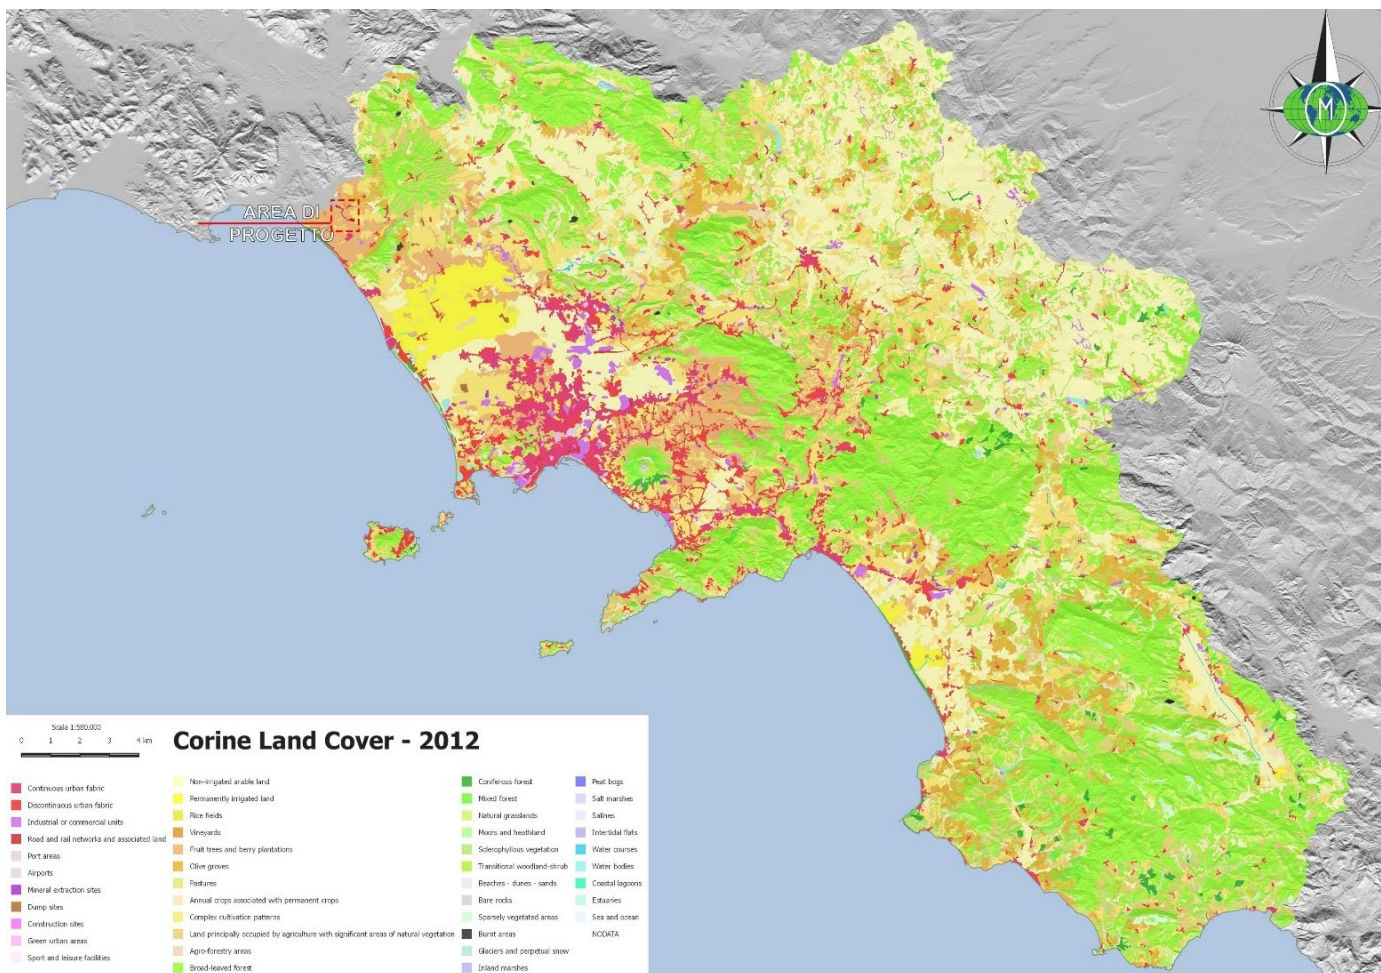 M
AREA DI
PROGETTO
Scala 1:580.000
0 1 2 3 4 km
Corine Land Cover - 2012
Continuous urban fabric
Discontinuous urban fabric
Industrial or commercial units
Road and rail networks and associated land
Port areas
Airports
Mineral extraction sites
Dump sites
Construction sites
Green urban areas
Sport and leisure facilities
Non-irrigated arable land
Permanently irrigated land
Rice fields
Vineyards
Fruit trees and berry plantations
Olive groves
Pastures
Annual crops associated with permanent crops
Complex cultivation patterns
Land principally occupied by agriculture with significant areas of natural vegetation
Agro-forestry areas
Broad-leaved forest
Coniferous forest
Mixed forest
Natural grasslands
Moors and heathland
Sclerophyllous vegetation
Transitional woodland-shrub
Beaches - dunes - sands
Bare rocks
Sparsely vegetated areas
Burnt areas
Glaciers and perpetual snow
Inland marshes
Peat bogs
Salt marshes
Salines
Intertidal flats
Water courses
Water bodies
Coastal lagoons
Estuaries
Sea and ocean
NODATA